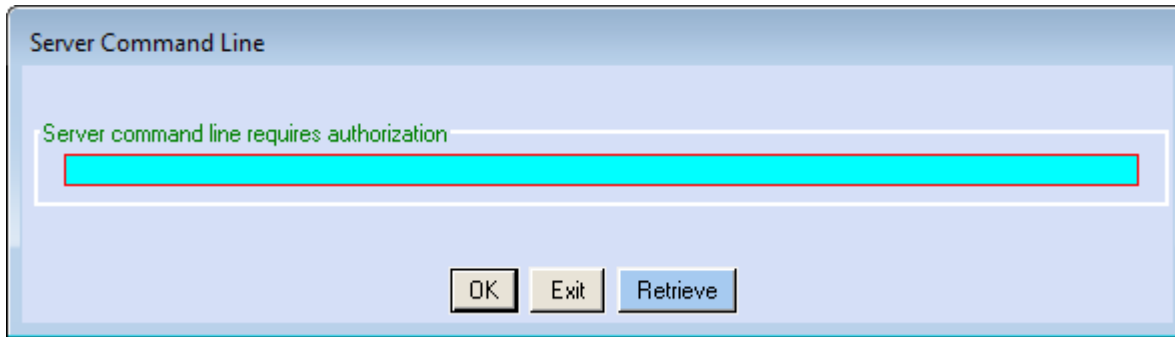 Server Command Line
Server command line requires authorization
OK Exit Retrieve